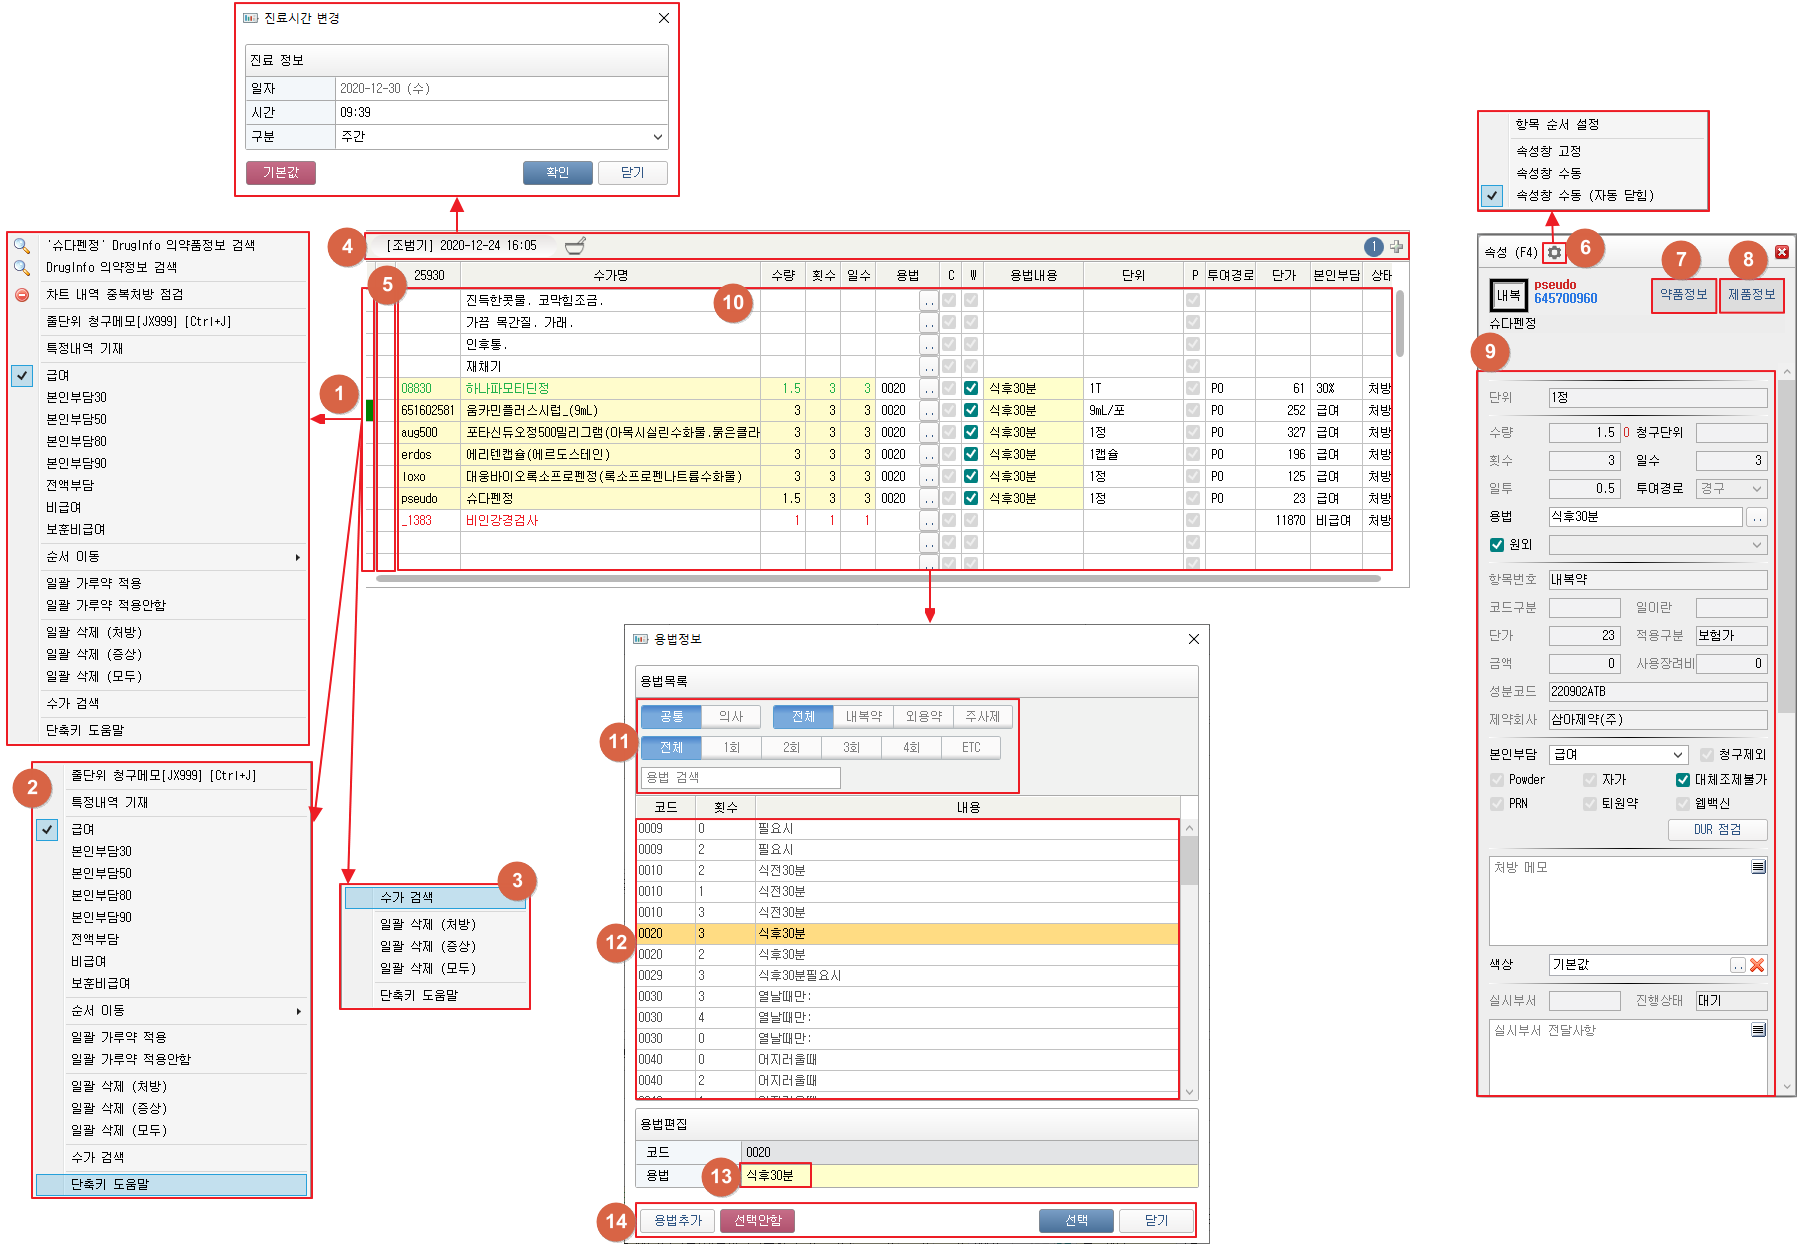 진료시간 변경
진료 정보
일자 2020-12-30 (수)
시간 09:39
구분 주간
기본값 확인 닫기
'슈다펜정' DrugInfo 의약품정보 검색
DrugInfo 의약정보 검색
차트 내역 중복처방 점검
줄단위 청구메모[JX999] [Ctrl+J]
특정내역 기재
급여
본인부담30
본인부담50
본인부담80
본인부담90
전액부담
비급여
보훈비급여
순서 이동
일괄 가루약 적용
일괄 가루약 적용안함
일괄 삭제 (처방)
일괄 삭제 (증상)
일괄 삭제 (모두)
수가 검색
단축키 도움말
1
2
줄단위 청구메모[JX999] [Ctrl+J]
특정내역 기재
급여
본인부담30
본인부담50
본인부담80
본인부담90
전액부담
비급여
보훈비급여
순서 이동
일괄 가루약 적용
일괄 가루약 적용안함
일괄 삭제 (처방)
일괄 삭제 (증상)
일괄 삭제 (모두)
수가 검색
단축키 도움말
3
수가 검색
일괄 삭제 (처방)
일괄 삭제 (증상)
일괄 삭제 (모두)
단축키 도움말
4 [조범기] 2020-12-24 16:05 1
5 25930 수가명 수량 횟수 일수 용법 C W 용법내용 단위 P 투여경로 단가 본인부담 상태
10
진득한콧물. 코막힘조금. ..
가끔 목간질. 가래. ..
인후통. ..
재채기 ..
08830 하나파모티딘정 1.5 3 3 0020 .. 식후30분 1T PO 61 30% 처방
651602581 움카민플러스시럽_(9mL) 3 3 3 0020 .. 식후30분 9mL/포 PO 252 급여 처방
aug500 포타신듀오정500밀리그램(아목시실린수화물.묽은클라 3 3 3 0020 .. 식후30분 1정 PO 327 급여 처방
erdos 에리텐캡슐(에르도스테인) 3 3 3 0020 .. 식후30분 1캡슐 PO 196 급여 처방
loxo 대웅바이오록소프로펜정(록소프로펜나트륨수화물) 3 3 3 0020 .. 식후30분 1정 PO 125 급여 처방
pseudo 슈다펜정 1.5 3 3 0020 .. 식후30분 1정 PO 23 급여 처방
_1383 비인강경검사 1 1 1 .. 11870 비급여 처방
..
..
용법정보
용법목록
11
공통 의사 전체 내복약 외용약 주사제
전체 1회 2회 3회 4회 ETC
용법 검색
코드 횟수 내용
12
0009 0 필요시
0009 2 필요시
0010 2 식전30분
0010 1 식전30분
0010 3 식전30분
0020 3 식후30분
0020 2 식후30분
0029 3 식후30분필요시
0030 3 열날때만:
0030 4 열날때만:
0030 0 열날때만:
0040 0 어지러울때
0040 2 어지러울때
용법편집
코드 0020
용법 13 식후30분
14 용법추가 선택안함 선택 닫기
항목 순서 설정
속성창 고정
속성창 수동
속성창 수동 (자동 닫힘)
속성 (F4) 6
7 8
내복 pseudo
645700960
약품정보 제품정보
슈다펜정
9
단위 1정
수량 1.5 0 청구단위
횟수 3 일수 3
일투 0.5 투여경로 경구
용법 식후30분 ..
원외
항목번호 내복약
코드구분 일이란
단가 23 적용구분 보험가
금액 0 사용장려비 0
성분코드 220902ATB
제약회사 삼아제약(주)
본인부담 급여 청구제외
Powder 자가 대체조제불가
PRN 퇴원약 웹백신
DUR 점검
처방 메모
색상 기본값 ..
실시부서 진행상태 대기
실시부서 전달사항